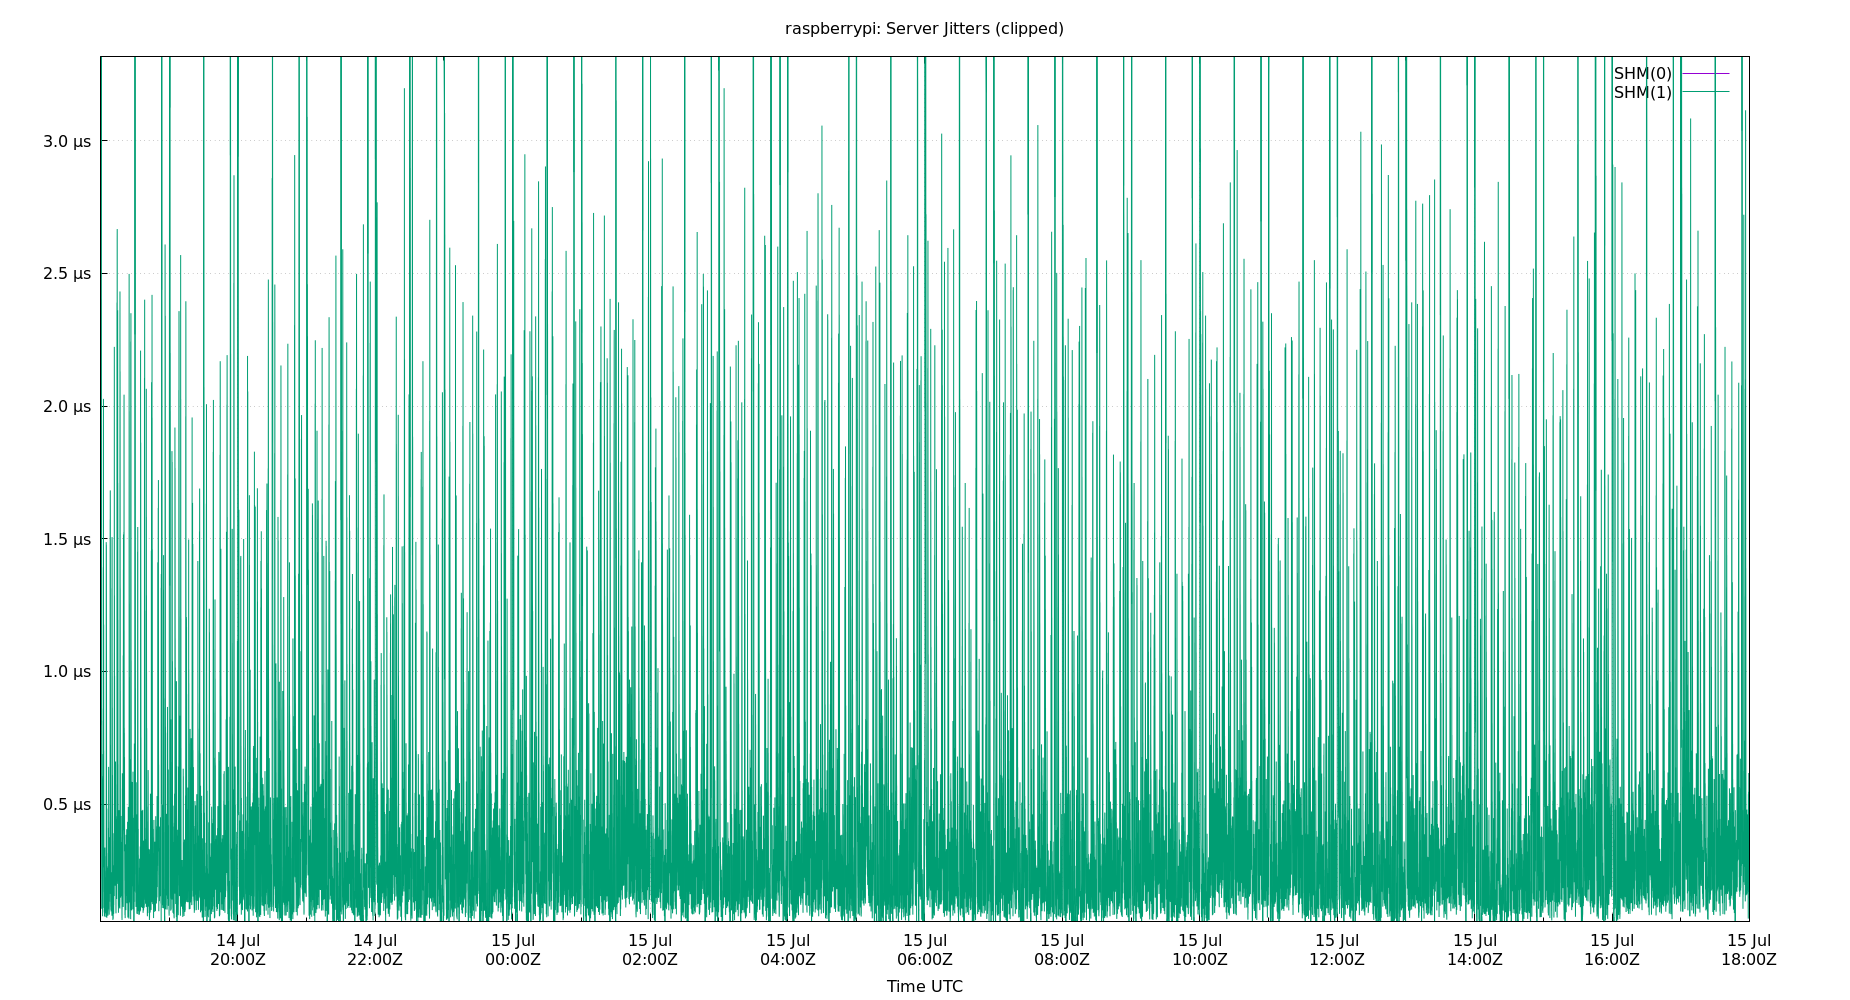 raspberrypi: Server Jitters (clipped)
SHM(0)
SHM(1)
3.0 µs
2.5 µs
2.0 µs
1.5 µs
1.0 µs
0.5 µs
14 Jul 14 Jul 15 Jul 15 Jul 15 Jul 15 Jul 15 Jul 15 Jul 15 Jul 15 Jul 15 Jul 15 Jul
20:00Z 22:00Z 00:00Z 02:00Z 04:00Z 06:00Z 08:00Z 10:00Z 12:00Z 14:00Z 16:00Z 18:00Z
Time UTC